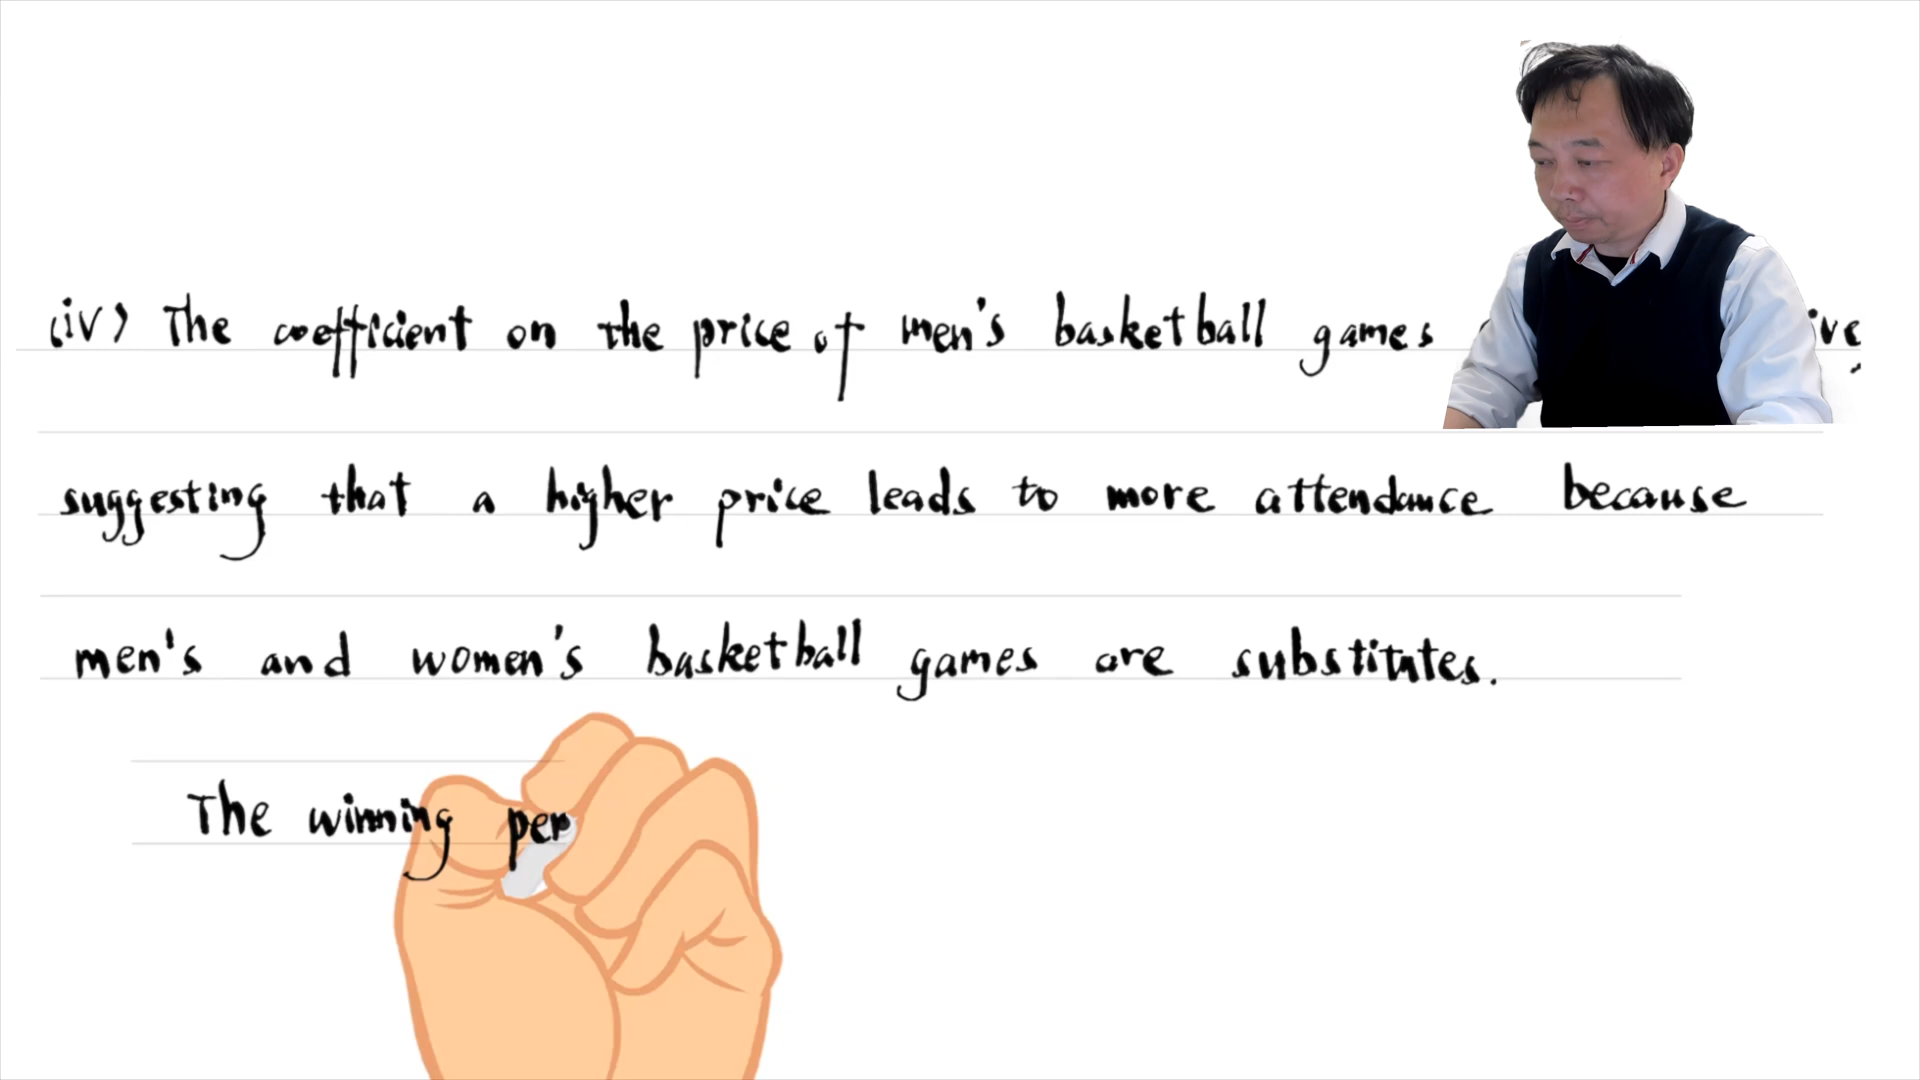 (iv) The coefficient on the price of men's basketball games
suggesting that a higher price leads to more attendance because
men's and women's basketball games are substitutes.
The winning per